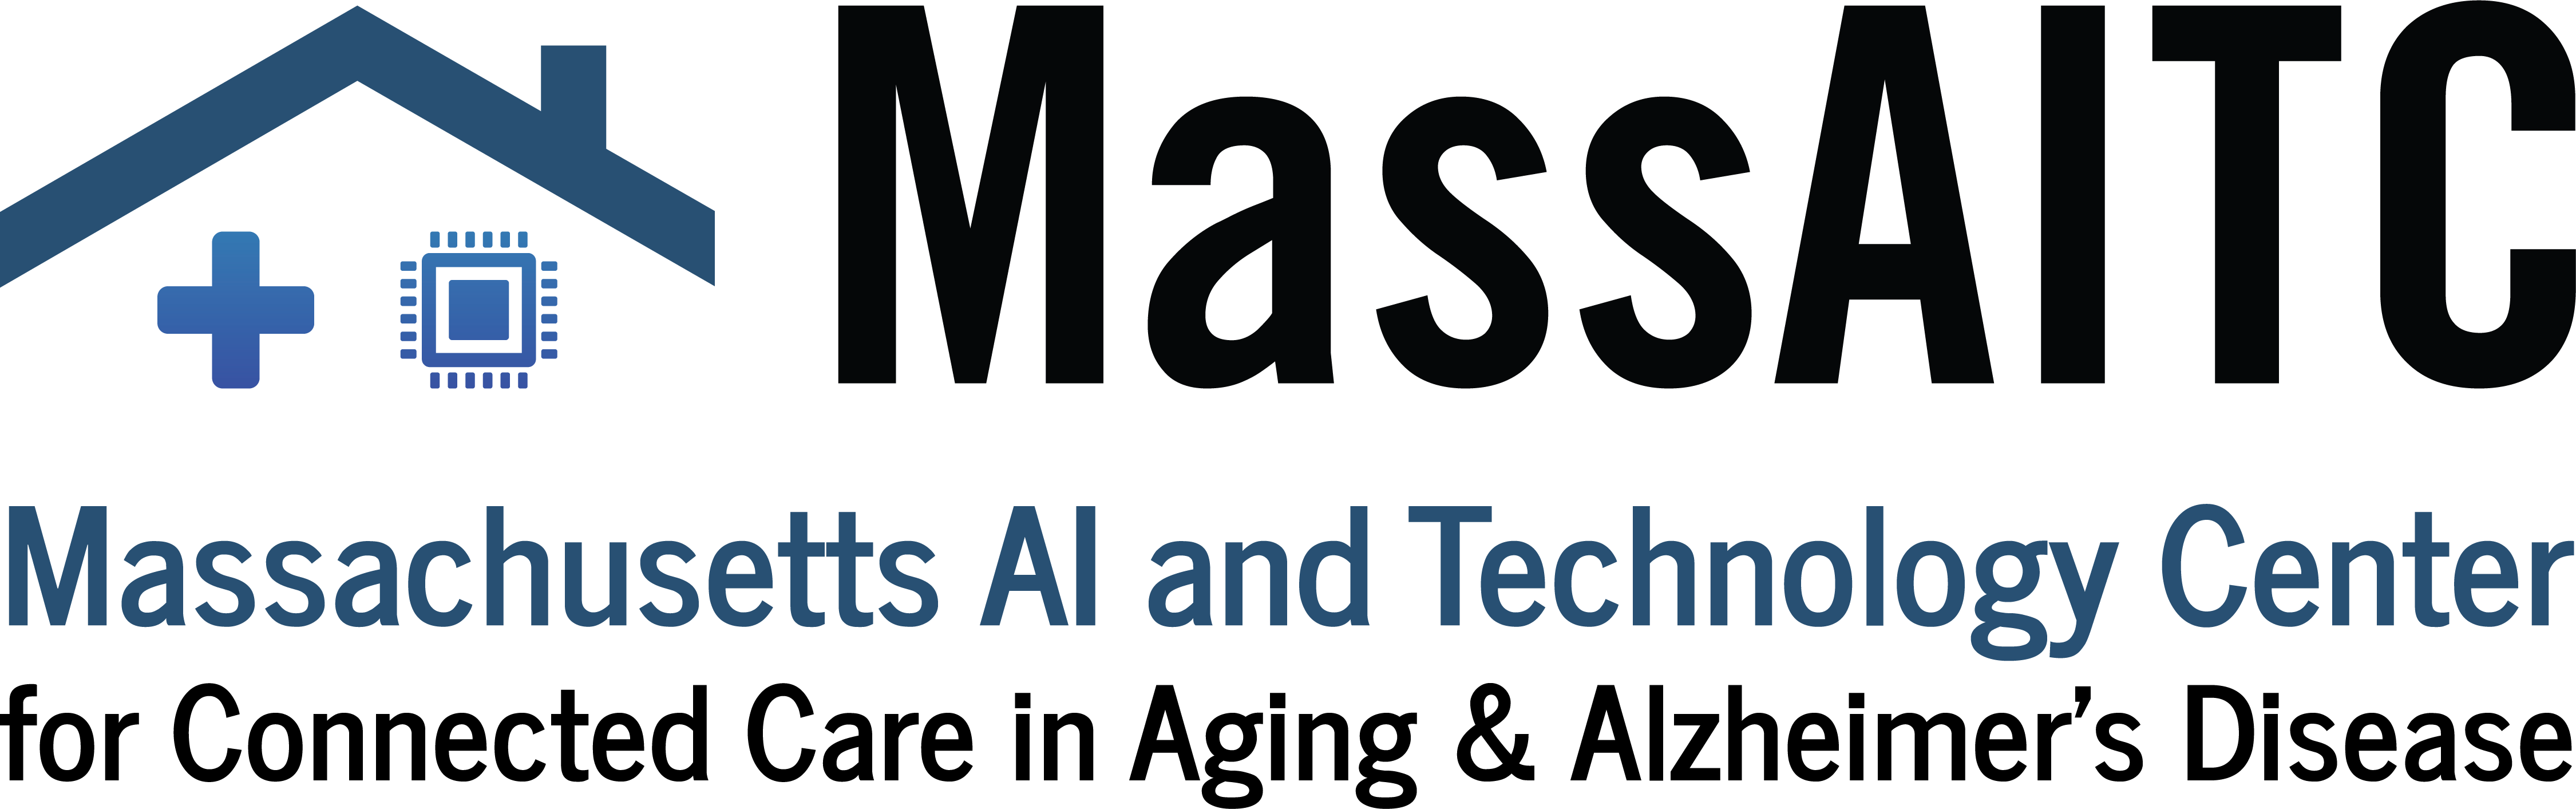 MassAITC
Massachusetts AI and Technology Center
for Connected Care in Aging & Alzheimer's Disease